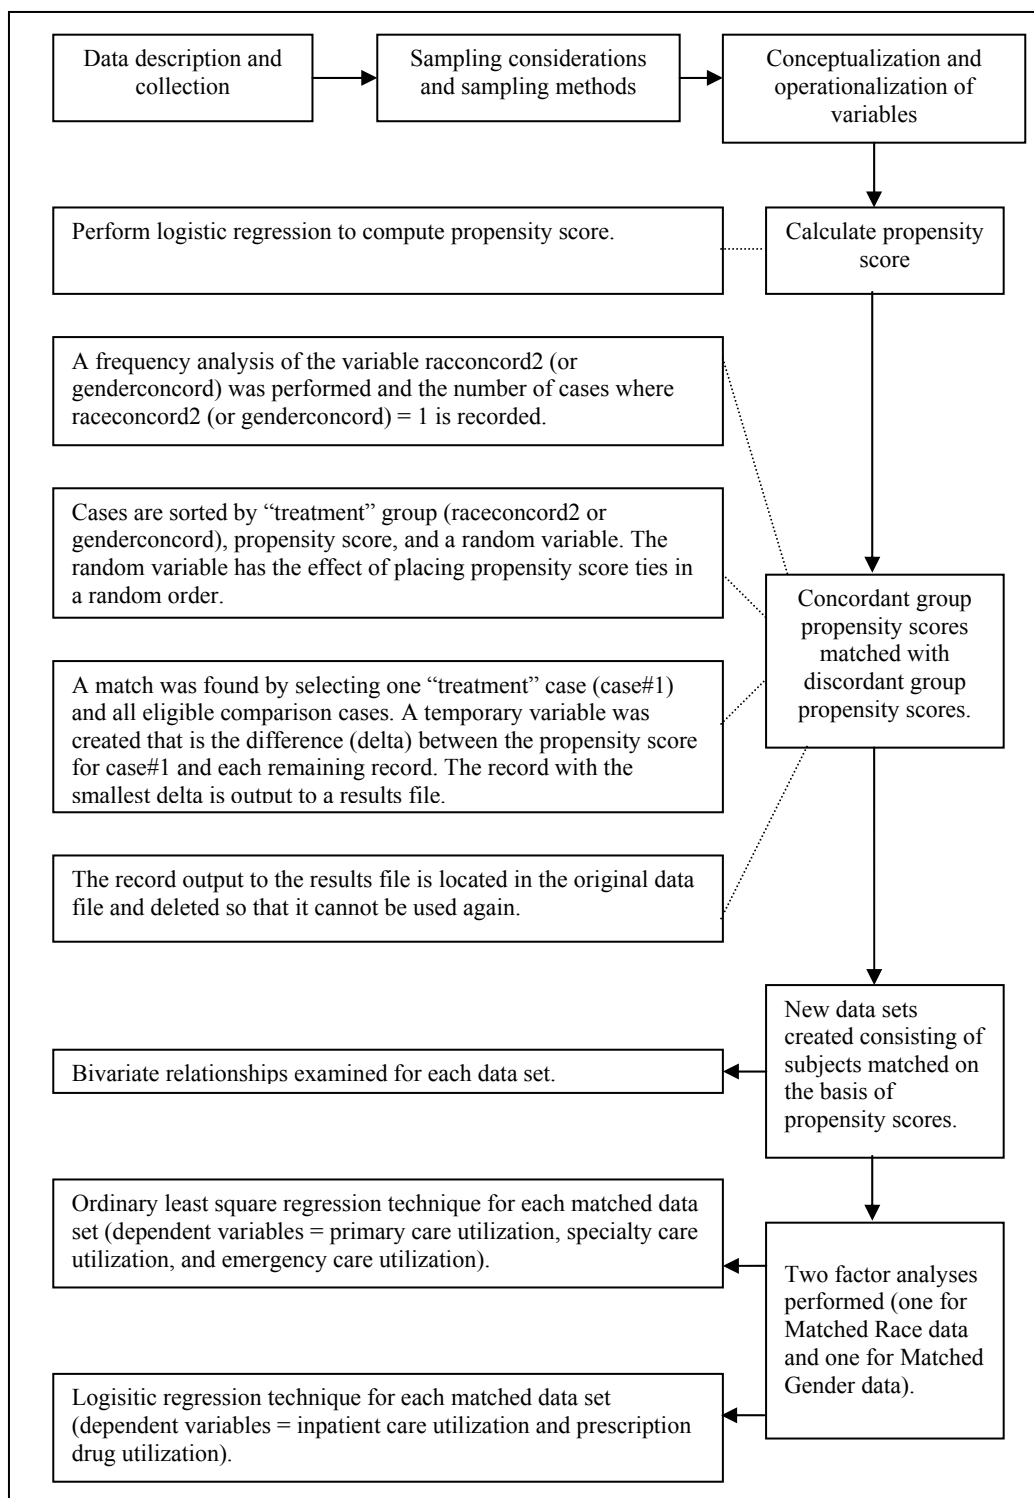 Data description and
collection
Sampling considerations
and sampling methods
Conceptualization and
operationalization of
variables
Perform logistic regression to compute propensity score.
Calculate propensity
score
A frequency analysis of the variable racconcord2 (or
genderconcord) was performed and the number of cases where
raceconcord2 (or genderconcord) = 1 is recorded.
Cases are sorted by “treatment” group (raceconcord2 or
genderconcord), propensity score, and a random variable. The
random variable has the effect of placing propensity score ties in
a random order.
A match was found by selecting one “treatment” case (case#1)
and all eligible comparison cases. A temporary variable was
created that is the difference (delta) between the propensity score
for case#1 and each remaining record. The record with the
smallest delta is output to a results file.
The record output to the results file is located in the original data
file and deleted so that it cannot be used again.
Concordant group
propensity scores
matched with
discordant group
propensity scores.
New data sets
created consisting of
subjects matched on
the basis of
propensity scores.
Bivariate relationships examined for each data set.
Ordinary least square regression technique for each matched data
set (dependent variables = primary care utilization, specialty care
utilization, and emergency care utilization).
Two factor analyses
performed (one for
Matched Race data
and one for Matched
Gender data).
Logisitic regression technique for each matched data set
(dependent variables = inpatient care utilization and prescription
drug utilization).